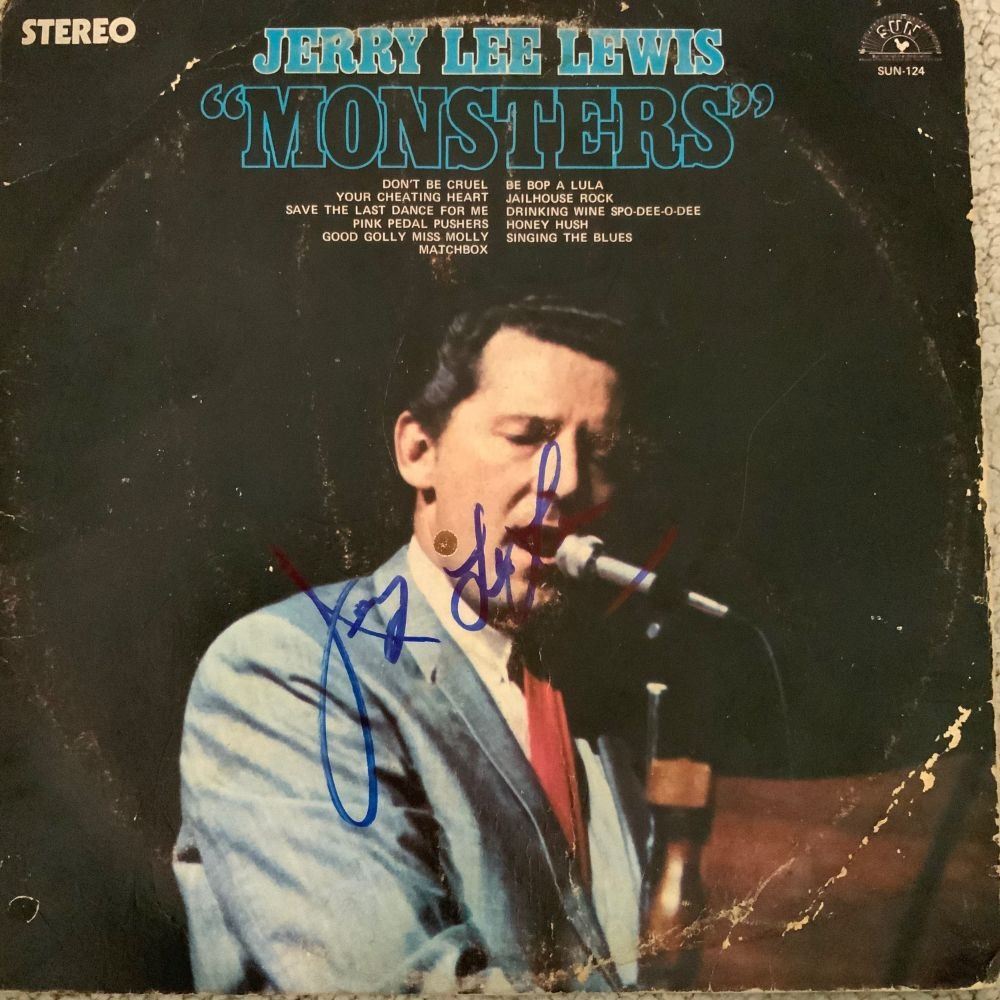 STEREO
JERRY LEE LEWIS
SUN
SUN-124
“MONSTERS”
DON'T BE CRUEL
YOUR CHEATING HEART
SAVE THE LAST DANCE FOR ME
PINK PEDAL PUSHERS
GOOD GOLLY MISS MOLLY
MATCHBOX
BE BOP A LULA
JAILHOUSE ROCK
DRINKING WINE SPO-DEE-O-DEE
HONEY HUSH
SINGING THE BLUES